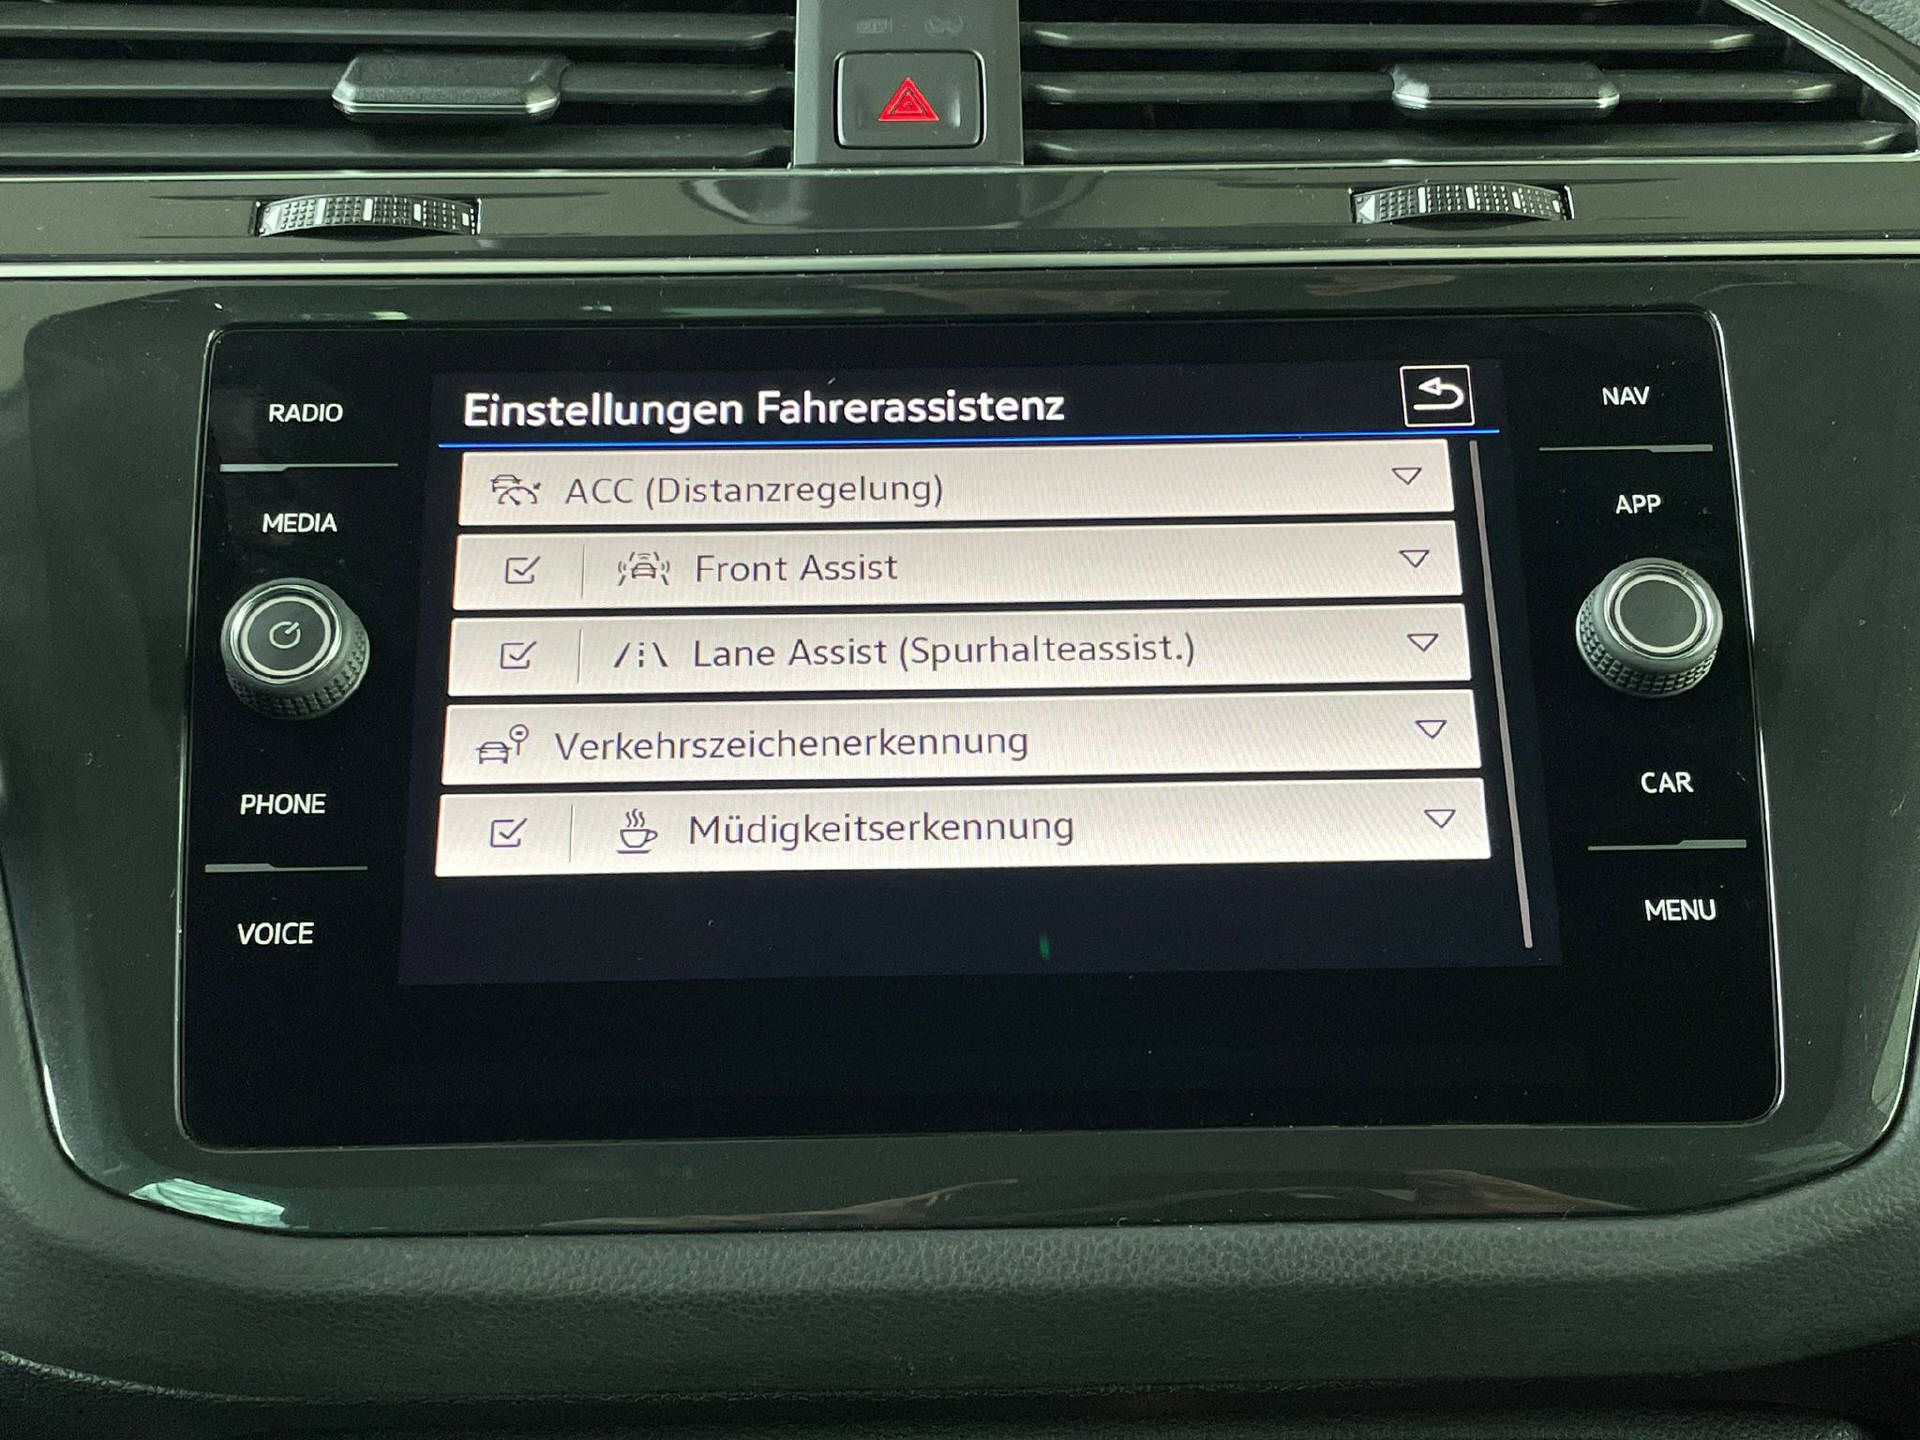 RADIO
MEDIA
PHONE
VOICE
Einstellungen Fahrerassistenz
ACC (Distanzregelung)
Front Assist
Lane Assist (Spurhalteassist.)
Verkehrszeichenerkennung
Müdigkeitserkennung
NAV
APP
CAR
MENU